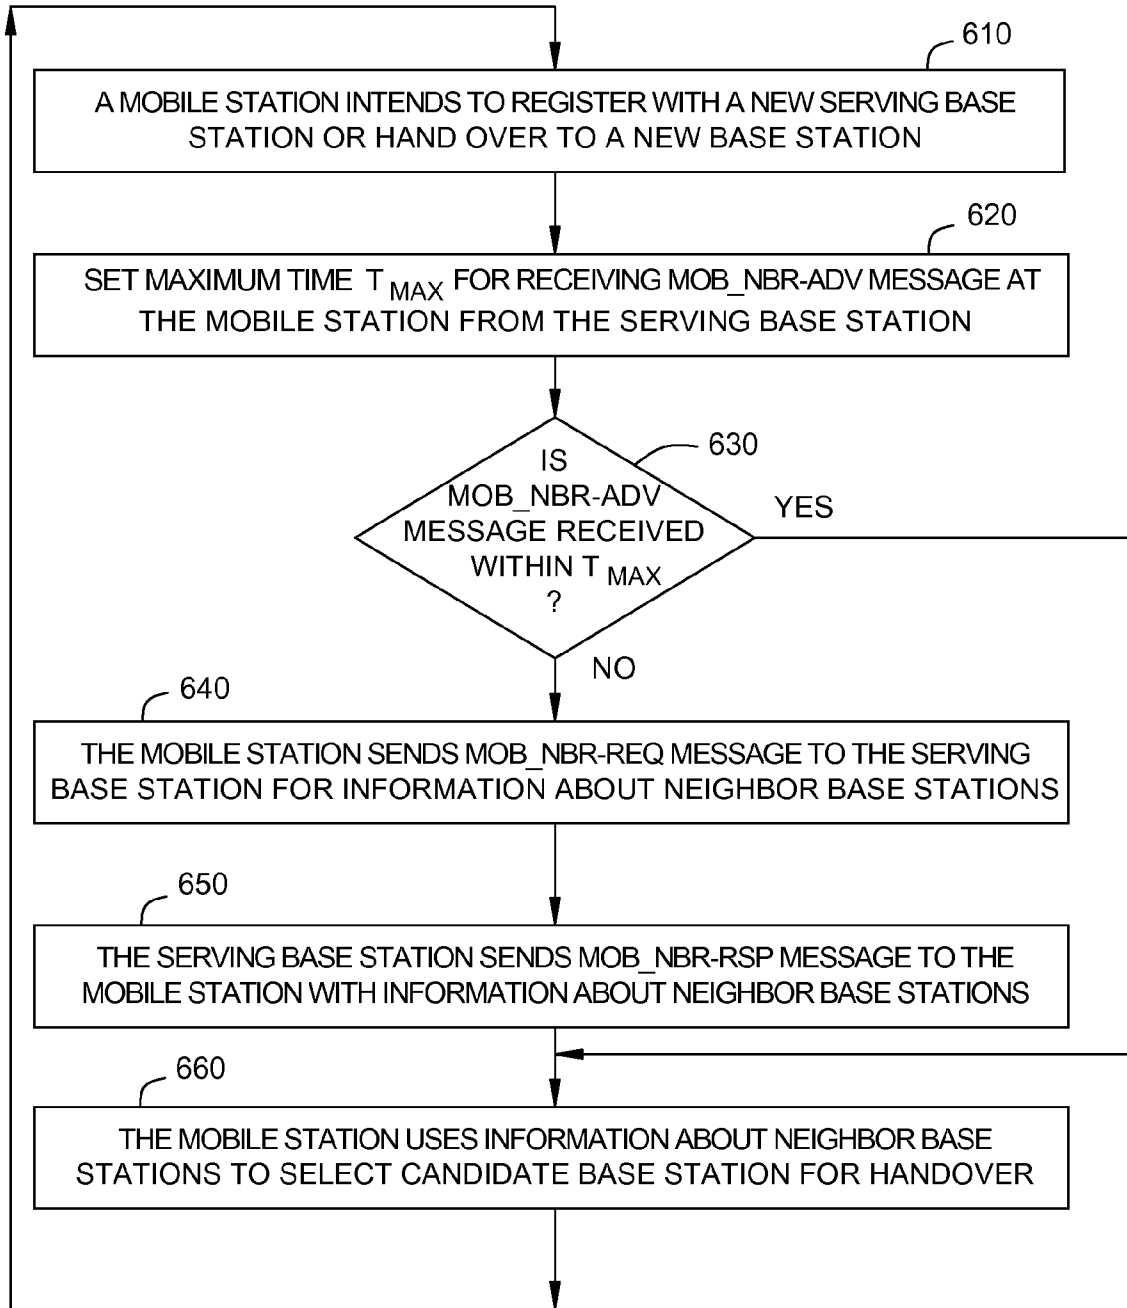 610
A MOBILE STATION INTENDS TO REGISTER WITH A NEW SERVING BASE
STATION OR HAND OVER TO A NEW BASE STATION
620
SET MAXIMUM TIME T MAX FOR RECEIVING MOB_NBR-ADV MESSAGE AT
THE MOBILE STATION FROM THE SERVING BASE STATION
630
IS
MOB_NBR-ADV
MESSAGE RECEIVED
WITHIN T MAX
?
YES
NO
640
THE MOBILE STATION SENDS MOB_NBR-REQ MESSAGE TO THE SERVING
BASE STATION FOR INFORMATION ABOUT NEIGHBOR BASE STATIONS
650
THE SERVING BASE STATION SENDS MOB_NBR-RSP MESSAGE TO THE
MOBILE STATION WITH INFORMATION ABOUT NEIGHBOR BASE STATIONS
660
THE MOBILE STATION USES INFORMATION ABOUT NEIGHBOR BASE
STATIONS TO SELECT CANDIDATE BASE STATION FOR HANDOVER